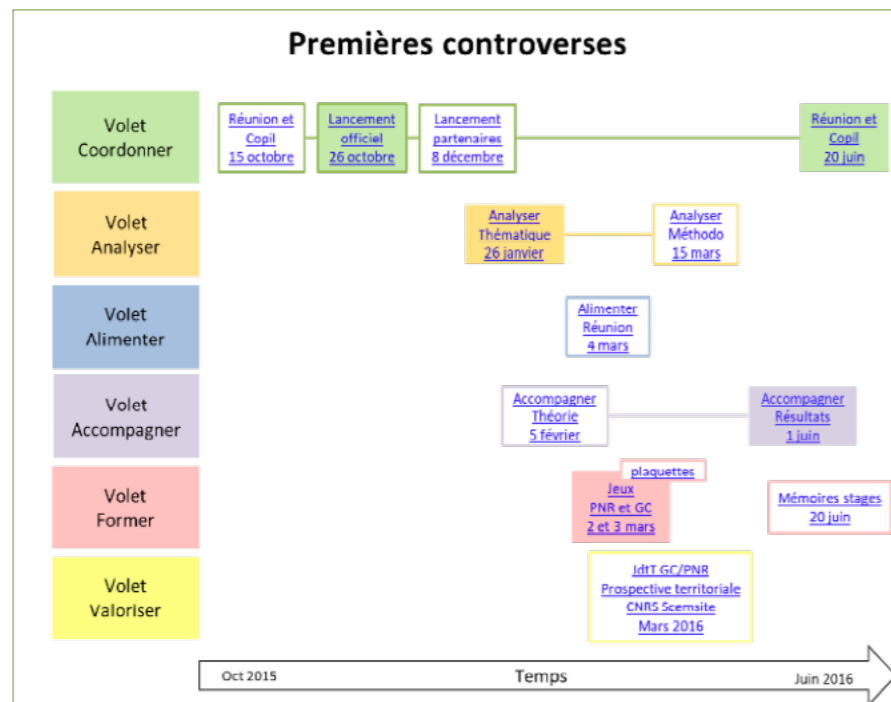 Premières controverses
Volet
Coordonner
Réunion et
Copil
15 octobre
Lancement
officiel
26 octobre
Lancement
partenaires
8 décembre
Réunion et
Copil
20 juin
Volet
Analyser
Analyser
Thématique
26 janvier
Analyser
Méthodo
15 mars
Volet
Alimenter
Alimenter
Réunion
4 mars
Volet
Accompagner
Accompagner
Théorie
5 février
Accompagner
Résultats
1 juin
Volet
Former
plaquettes
Jeux
PNR et GC
2 et 3 mars
Mémoires stages
20 juin
Volet
Valoriser
JdtT GC/PNR
Prospective territoriale
CNRS Scemsite
Mars 2016
Oct 2015
Temps
Juin 2016